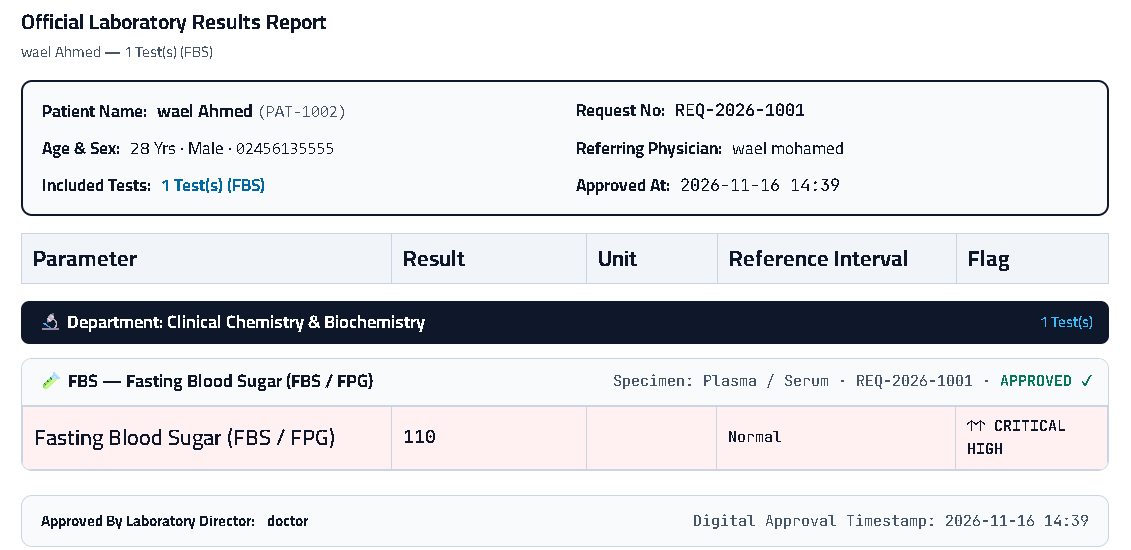 Official Laboratory Results Report
wael Ahmed — 1 Test(s) (FBS)
Patient Name: wael Ahmed (PAT-1002)
Request No: REQ-2026-1001
Age & Sex: 28 Yrs · Male · 02456135555
Referring Physician: wael mohamed
Included Tests: 1 Test(s) (FBS)
Approved At: 2026-11-16 14:39
Parameter Result Unit Reference Interval Flag
Department: Clinical Chemistry & Biochemistry 1 Test(s)
FBS — Fasting Blood Sugar (FBS / FPG) Specimen: Plasma / Serum · REQ-2026-1001 · APPROVED ✓
Fasting Blood Sugar (FBS / FPG) 110 Normal ↑↑ CRITICAL
HIGH
Approved By Laboratory Director: doctor Digital Approval Timestamp: 2026-11-16 14:39